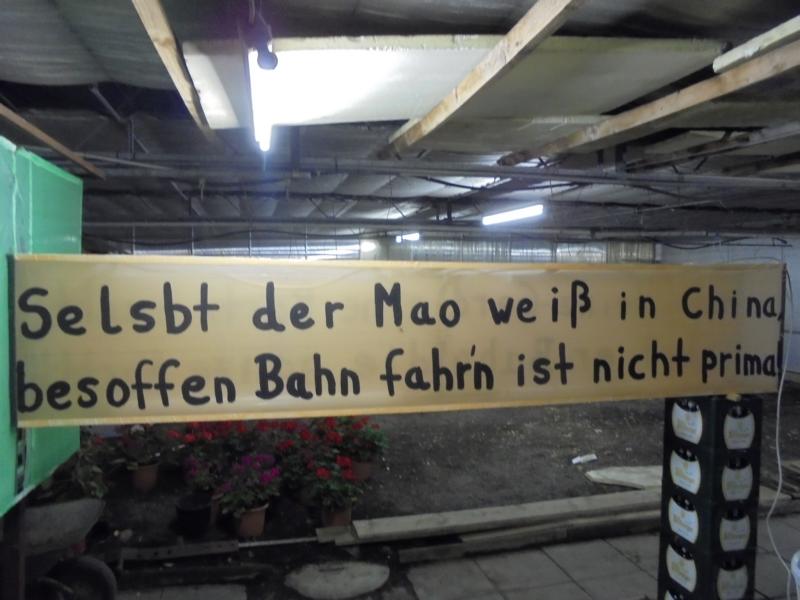 Selsbt der Mao weiß in China,
besoffen Bahn fahr'n ist nicht prima!